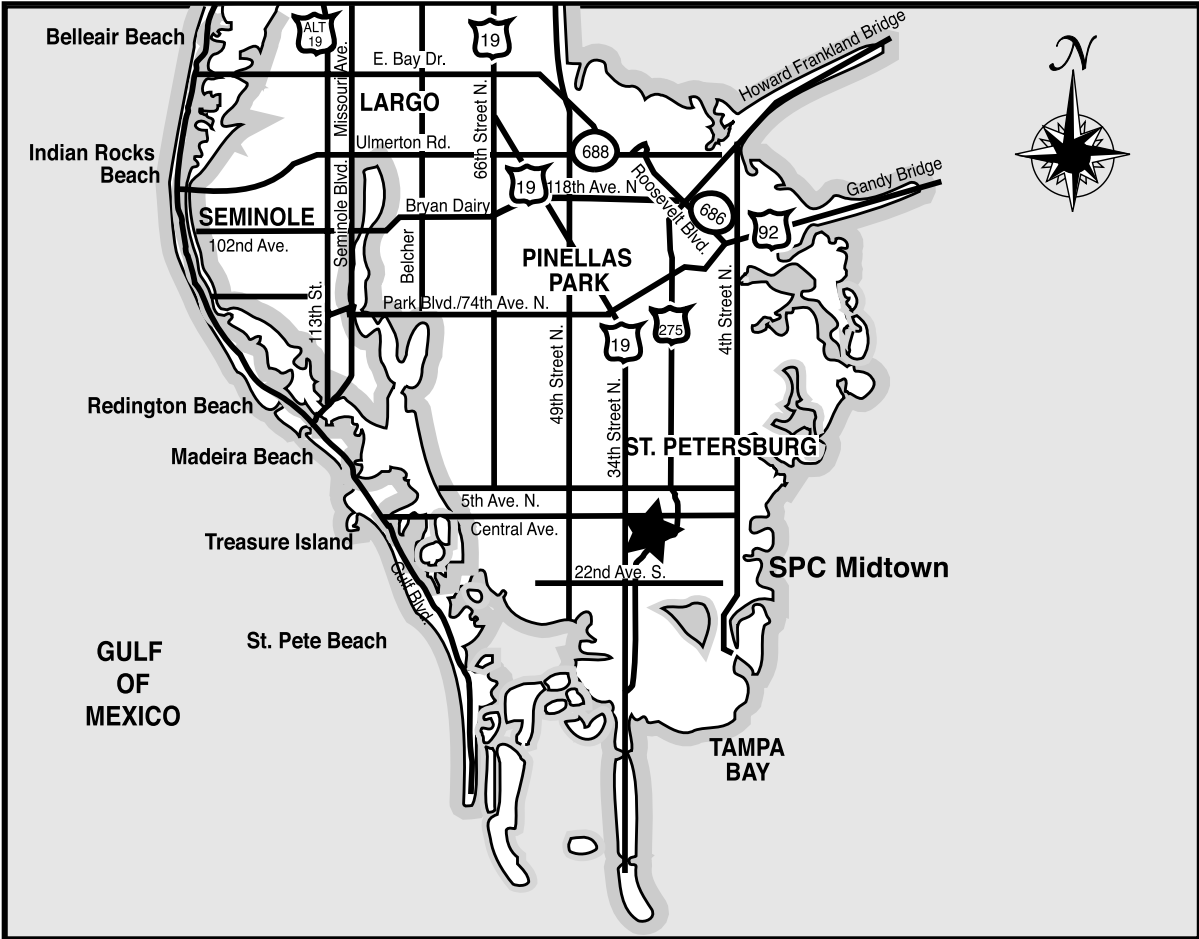 Belleair Beach
ALT
19
19
Howard Frankland Bridge
N
E. Bay Dr.
Missouri Ave.
LARGO
66th Street N.
Ulmerton Rd.
688
Indian Rocks
Beach
19
118th Ave. N
Roosevelt Blvd.
686
Gandy Bridge
92
SEMINOLE
Seminole Blvd.
Bryan Dairy
102nd Ave.
Belcher
PINELLAS
PARK
113th St.
Park Blvd./74th Ave. N.
19
275
4th Street N.
49th Street N.
34th Street N.
Redington Beach
ST. PETERSBURG
Madeira Beach
5th Ave. N.
Central Ave.
Treasure Island
22nd Ave. S.
SPC Midtown
Gulf Blvd.
St. Pete Beach
GULF
OF
MEXICO
TAMPA
BAY